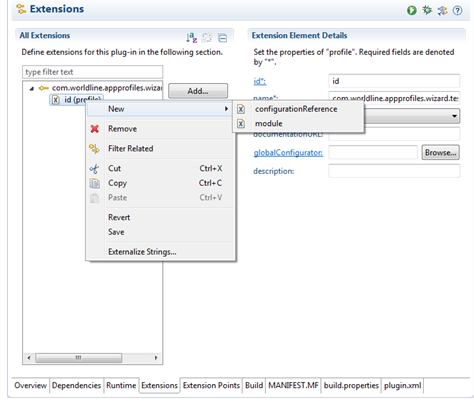 Extensions
All Extensions
Define extensions for this plug-in in the following section.
type filter text
com.worldline.appprofiles.wizar
id (prefile)
Add...
New
Remove
Filter Related
Cut Ctrl+X
Copy Ctrl+C
Paste Ctrl+V
Revert
Save
Externalize Strings...
configurationReference
module
Extension Element Details
Set the properties of "profile". Required fields are denoted
by "*".
id*: id
name*: com.worldline.appprofiles.wizard.te
documentationURL:
globalConfigurator: Browse...
description:
Overview Dependencies Runtime Extensions Extension Points Build MANIFEST.MF build.properties plugin.xml